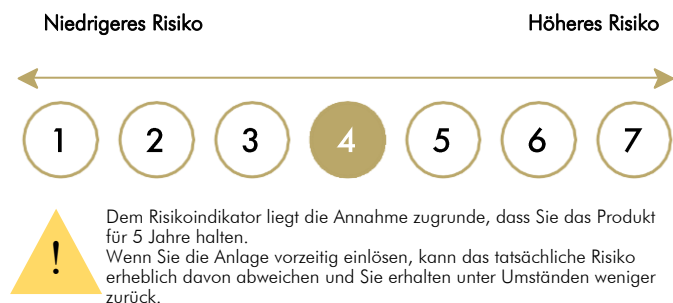 Niedrigeres Risiko Höheres Risiko
1 2 3 4 5 6 7
! Dem Risikoindikator liegt die Annahme zugrunde, dass Sie das Produkt
für 5 Jahre halten.
Wenn Sie die Anlage vorzeitig einlösen, kann das tatsächliche Risiko
erheblich davon abweichen und Sie erhalten unter Umständen weniger
zurück.